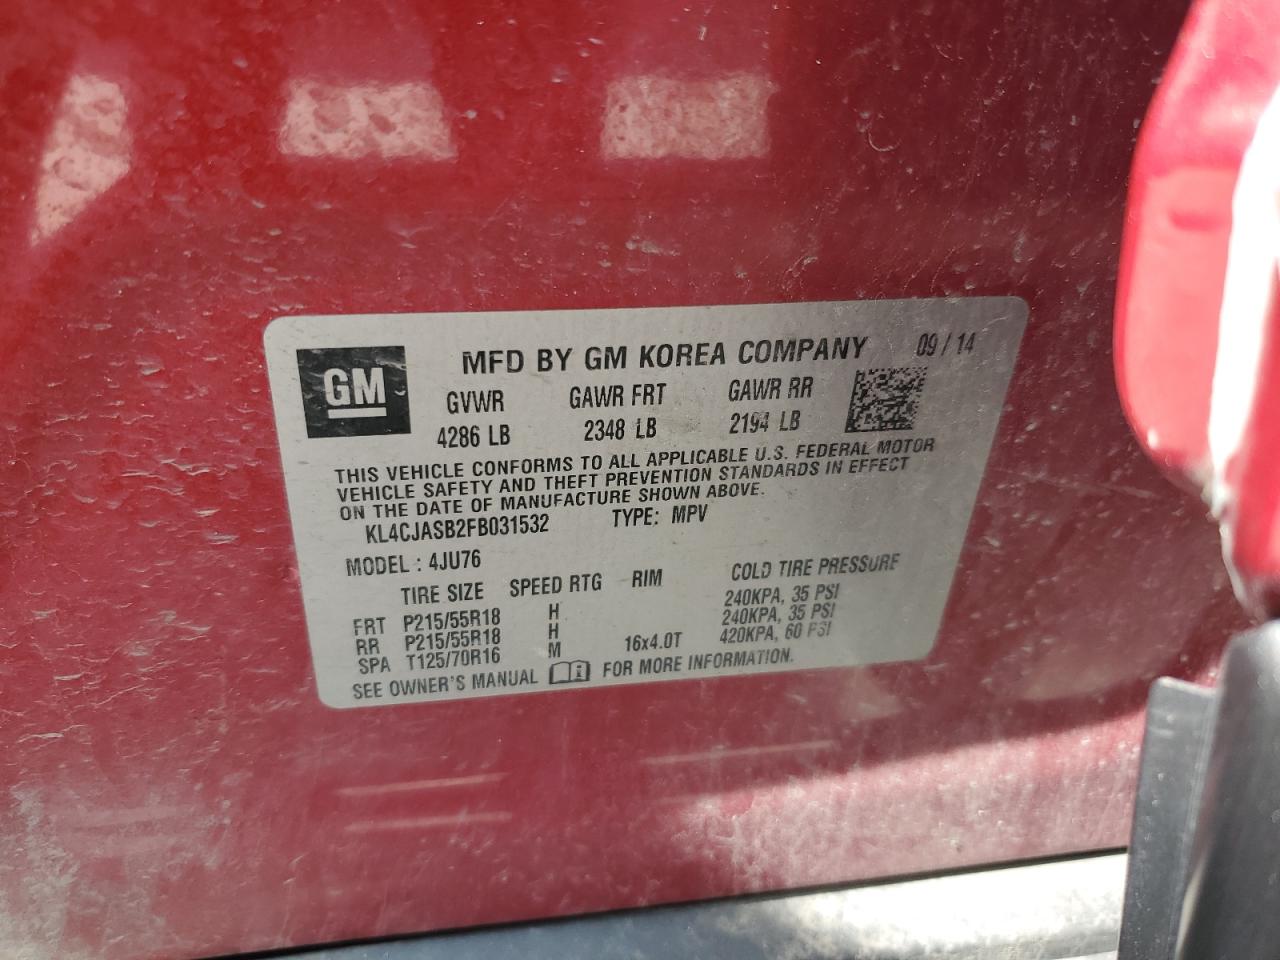 GM
MFD BY GM KOREA COMPANY 09 / 14
GVWR GAWR FRT GAWR RR
4286 LB 2348 LB 2194 LB
THIS VEHICLE CONFORMS TO ALL APPLICABLE U.S. FEDERAL MOTOR
VEHICLE SAFETY AND THEFT PREVENTION STANDARDS IN EFFECT
ON THE DATE OF MANUFACTURE SHOWN ABOVE.
KL4CJASB2FB031532 TYPE: MPV
MODEL : 4JU76
TIRE SIZE SPEED RTG RIM COLD TIRE PRESSURE
FRT P215/55R18 H 240KPA, 35 PSI
RR P215/55R18 H 240KPA, 35 PSI
SPA T125/70R16 M 16x4.0T 420KPA, 60 PSI
SEE OWNER'S MANUAL FOR MORE INFORMATION.